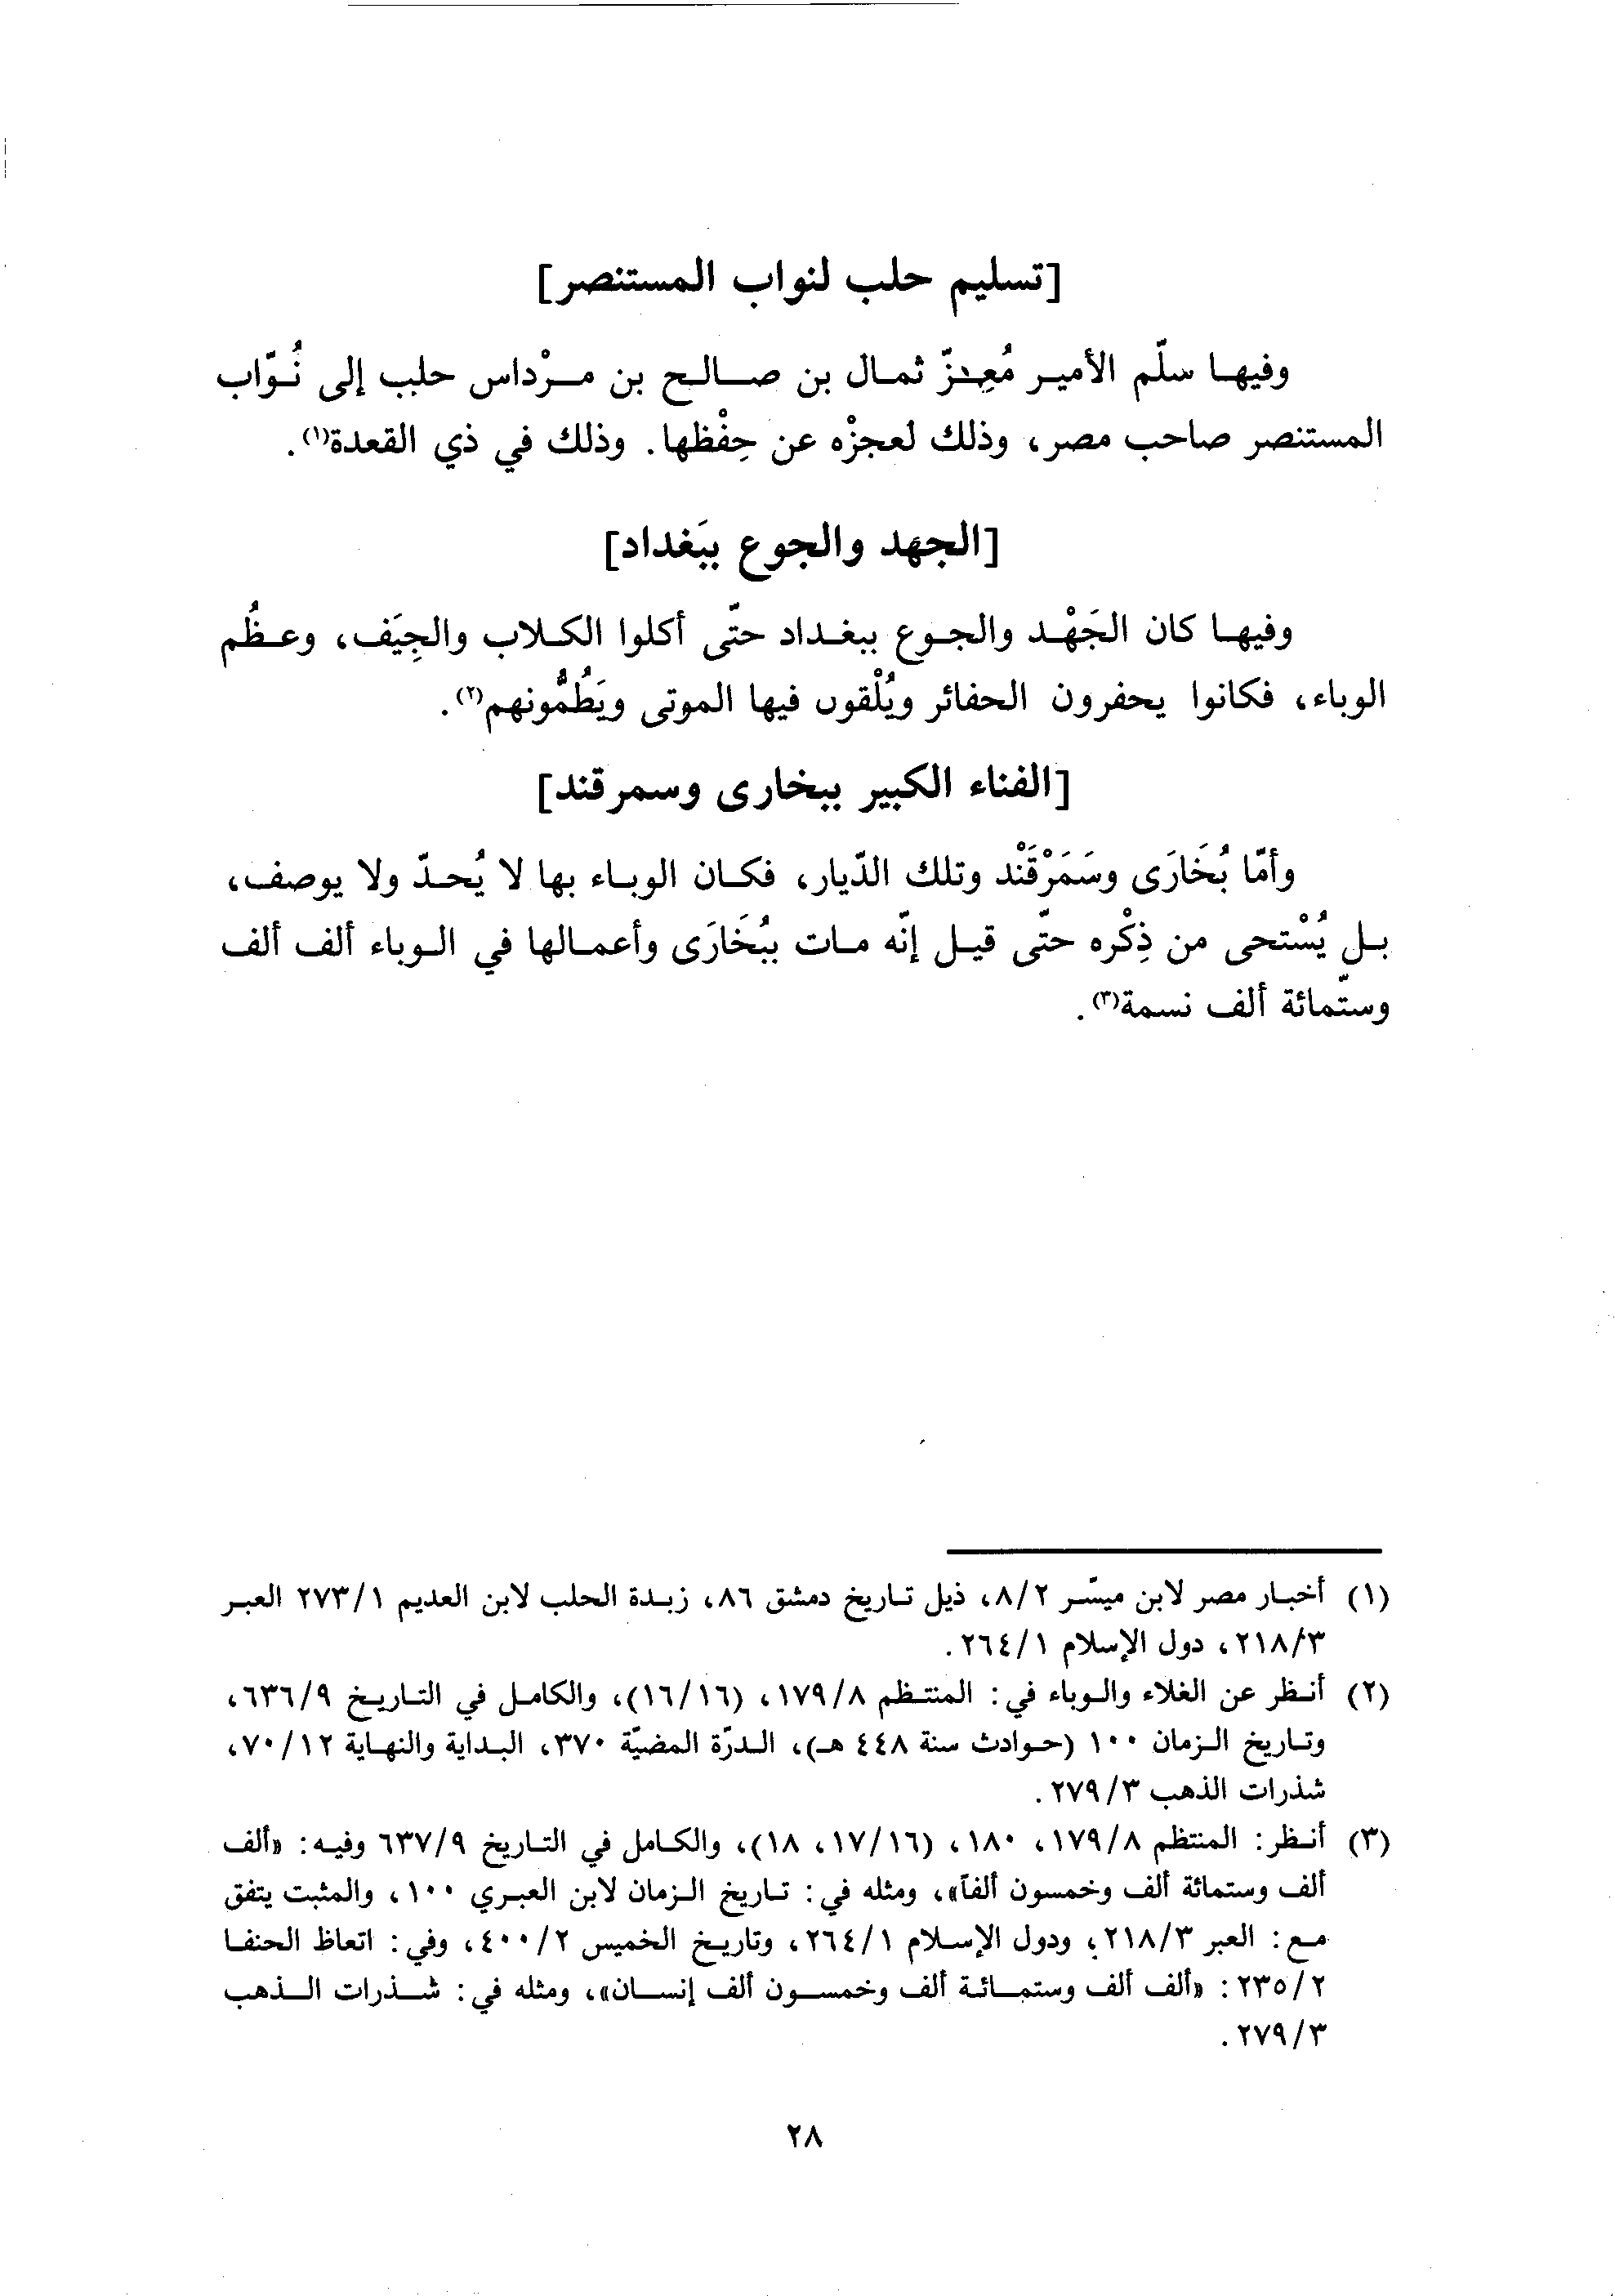 [تسليم حلب لنواب المستنصر]
وفيها سلّم الأمير مُعِزّ ثمال بن صالح بن مرْداس حلب إلى نُوّاب
المستنصر صاحب مصر، وذلك لعجزْه عن حِفْظها. وذلك في ذي القعدة(١).
[الجهد والجوع ببَغداد]
وفيها كان الجَهْد والجوع ببغداد حتّى أكلوا الكلاب والجِيَف، وعظُم
الوباء، فكانوا يحفرون الحفائر ويُلْقون فيها الموتى ويَطُمُّونهم(٢).
[الفناء الكبير ببخارى وسمرقند]
وأمّا بُخَارَى وسَمَرْقَنْد وتلك الدّيار، فكان الوباء بها لا يُحدّ ولا يوصف،
بل يُسْتحى من ذِكْره حتّى قيل إنّه مات ببُخَارَى وأعمالها في الوباء ألف ألف
وستّمائة ألف نسمة(٣).
(١) أخبار مصر لابن ميسّر ٨/٢، ذيل تاريخ دمشق ٨٦، زبدة الحلب لابن العديم ٢٧٣/١ العبر
٢١٨/٣، دول الإسلام ٢٦٤/١.
(٢) أنظر عن الغلاء والوباء في: المنتظم ١٧٩/٨، (١٦/١٦)، والكامل في التاريخ ٦٣٦/٩،
وتاريخ الزمان ١٠٠ (حوادث سنة ٤٤٨ هـ)، الدرّة المضيّة ٣٧٠، البداية والنهاية ٧٠/١٢،
شذرات الذهب ٢٧٩/٣.
(٣) أنظر: المنتظم ١٧٩/٨، ١٨٠، (١٧/١٦، ١٨)، والكامل في التاريخ ٦٣٧/٩ وفيه: «ألف
ألف وستمائة ألف وخمسون ألفاً»، ومثله في: تاريخ الزمان لابن العبري ١٠٠، والمثبت يتفق
مع: العبر ٢١٨/٣، ودول الإسلام ٢٦٤/١، وتاريخ الخميس ٤٠٠/٢، وفي: اتعاظ الحنفا
٢٣٥/٢: «ألف ألف وستمائة ألف وخمسون ألف إنسان»، ومثله في: شذرات الذهب
٢٧٩/٣.
٢٨